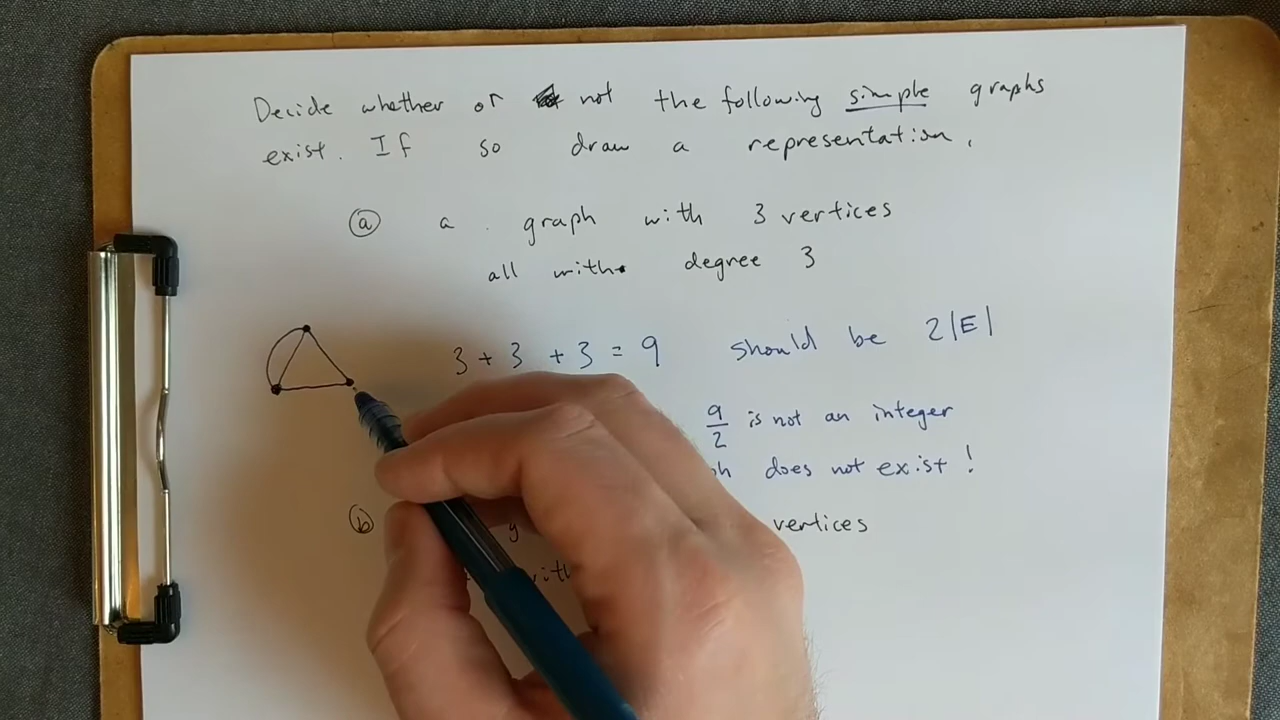 Decide whether or not the following simple graphs
exist. If so draw a representation.
ⓐ a graph with 3 vertices
all with degree 3
3 + 3 + 3 = 9 should be 2|E|
9/2 is not an integer
does not exist!
ⓑ vertices